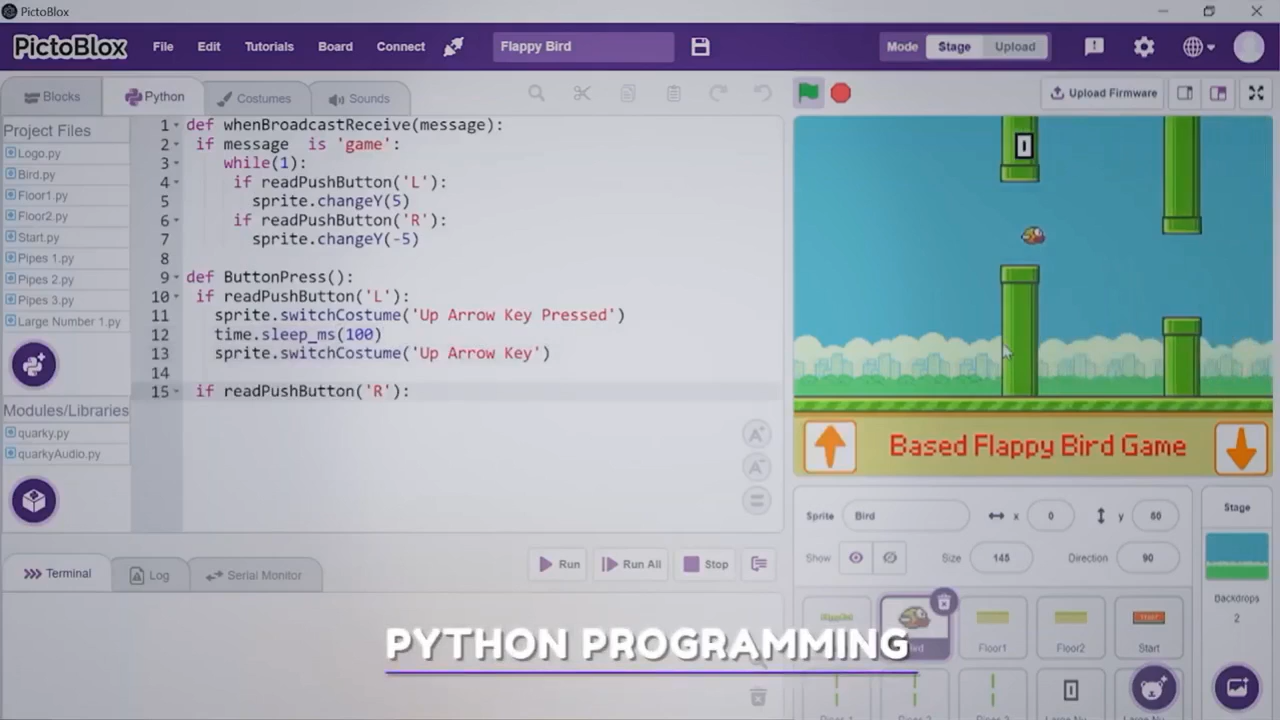 PictoBlox
PictoBlox File Edit Tutorials Board Connect Flappy Bird Mode Stage Upload
Blocks Python Costumes Sounds Upload Firmware
Project Files
Logo.py
Bird.py
Floor1.py
Floor2.py
Start.py
Pipes 1.py
Pipes 2.py
Pipes 3.py
Large Number 1.py
Modules/Libraries
quarky.py
quarkyAudio.py
1 def whenBroadcastReceive(message):
2 if message is 'game':
3 while(1):
4 if readPushButton('L'):
5 sprite.changeY(5)
6 if readPushButton('R'):
7 sprite.changeY(-5)
8
9 def ButtonPress():
10 if readPushButton('L'):
11 sprite.switchCostume('Up Arrow Key Pressed')
12 time.sleep_ms(100)
13 sprite.switchCostume('Up Arrow Key')
14
15 if readPushButton('R'):
0
Based Flappy Bird Game
Run Run All Stop
Terminal Log Serial Monitor
Sprite Bird x 0 y 60
Show Size 145 Direction 90
Floor1 Floor2 Start
Stage
Backdrops
2
PYTHON PROGRAMMING